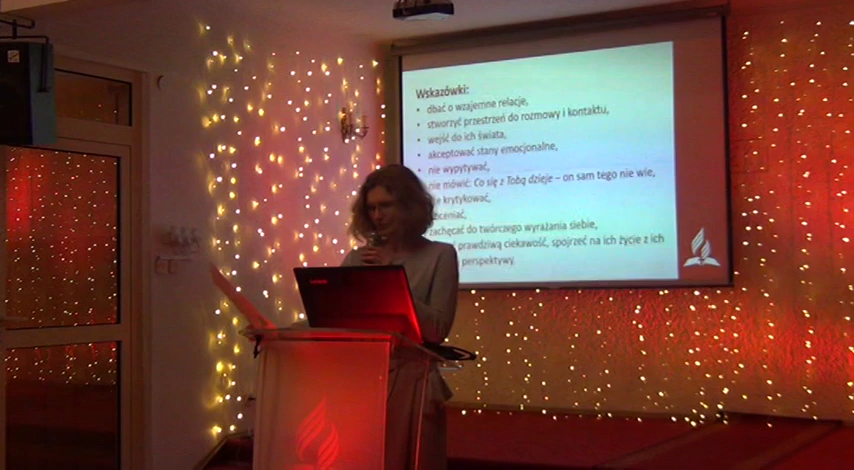 Wskazówki:
• dbać o wzajemne relacje,
• stworzyć przestrzeń do rozmowy i kontaktu,
• wejść do ich świata,
• akceptować stany emocjonalne,
• nie wypytywać,
nie mówić: Co się z Tobą dzieje – on sam tego nie wie,
krytykować,
zachęcać do twórczego wyrażania siebie,
prawdziwą ciekawość, spojrzeć na ich życie z ich
perspektywy.